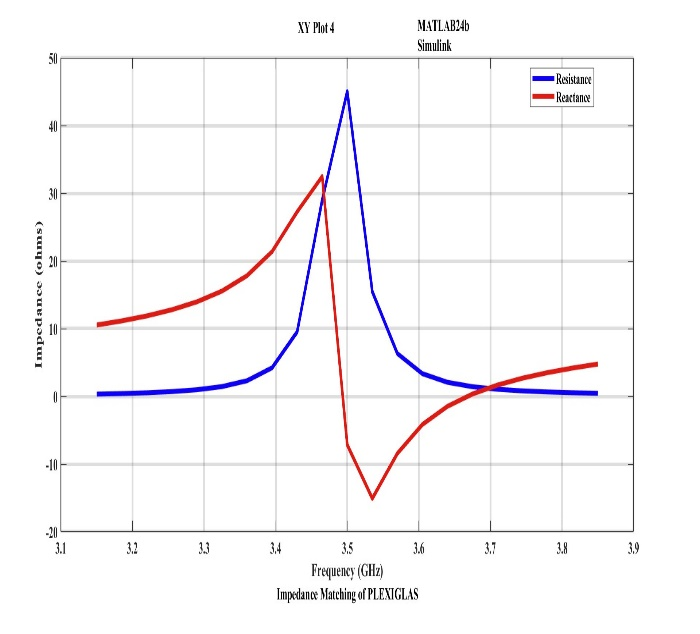 XY Plot 4
MATLAB24b
Simulink
Resistance
Reactance
50
40
30
20
10
0
-10
-20
Impedance (ohms)
3.1 3.2 3.3 3.4 3.5 3.6 3.7 3.8 3.9
Frequency (GHz)
Impedance Matching of PLEXIGLAS